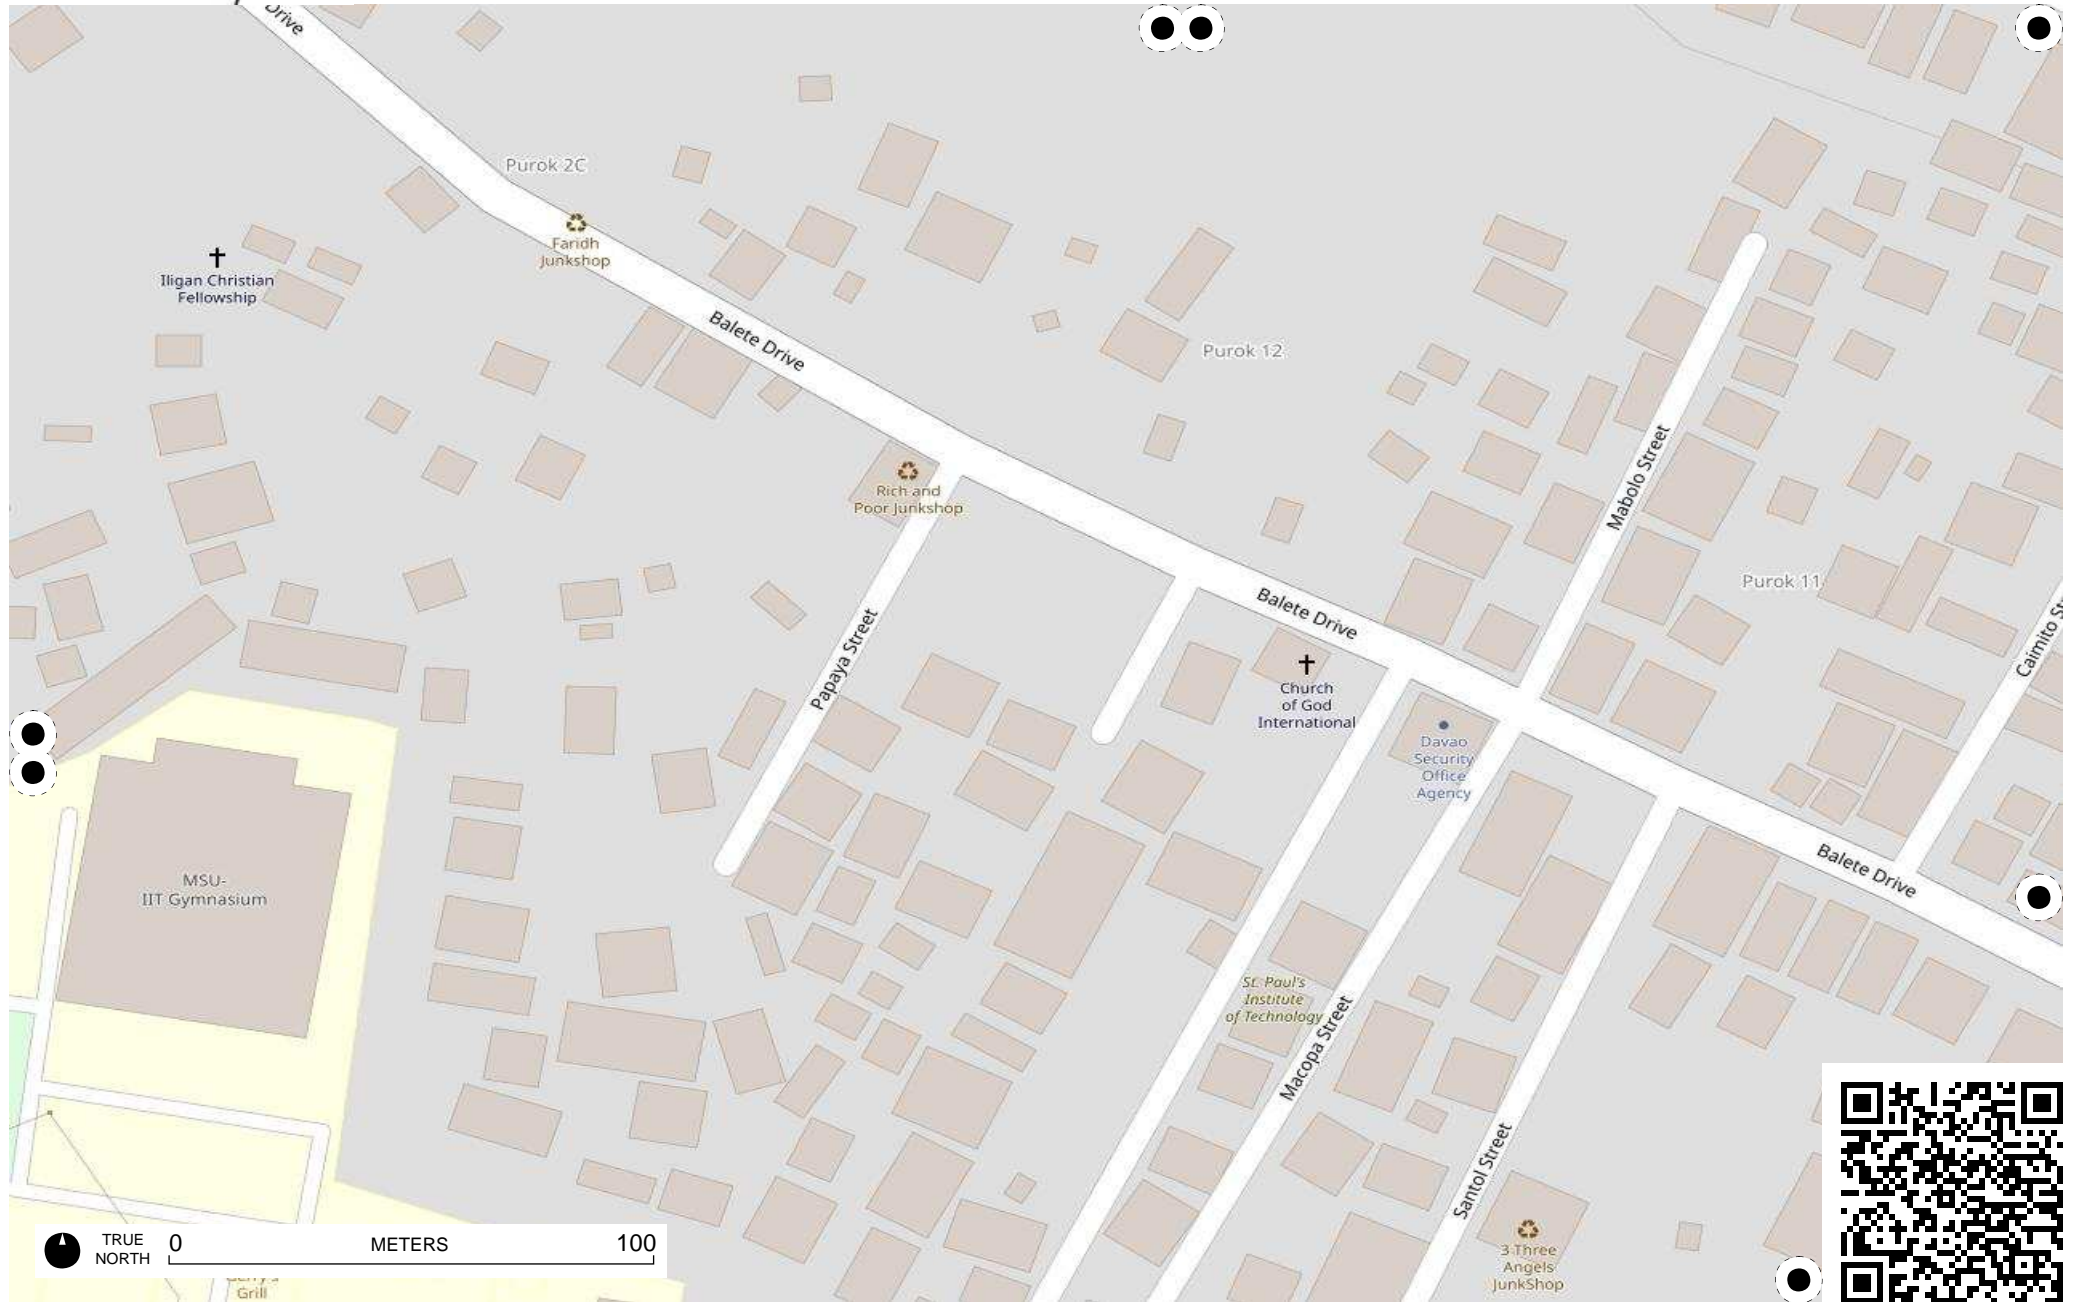 Drive
Purok 2C
Faridh
Junkshop
Iligan Christian
Fellowship
Balete Drive
Purok 12
Rich and
Poor Junkshop
Mabolo Street
Purok 11
Balete Drive
Caimito St
Papaya Street
Church
of God
International
Davao
Security
Office
Agency
Balete Drive
MSU-
IIT Gymnasium
St. Paul's
Institute
of Technology
Macopa Street
Santol Street
3 Three
Angels
JunkShop
TRUE
NORTH
0 METERS 100
Grill